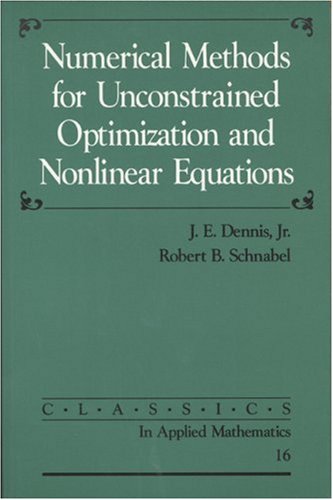 Numerical Methods
for Unconstrained
Optimization and
Nonlinear Equations
J. E. Dennis, Jr.
Robert B. Schnabel
C • L • A • S • S • I • C • S
In Applied Mathematics
16